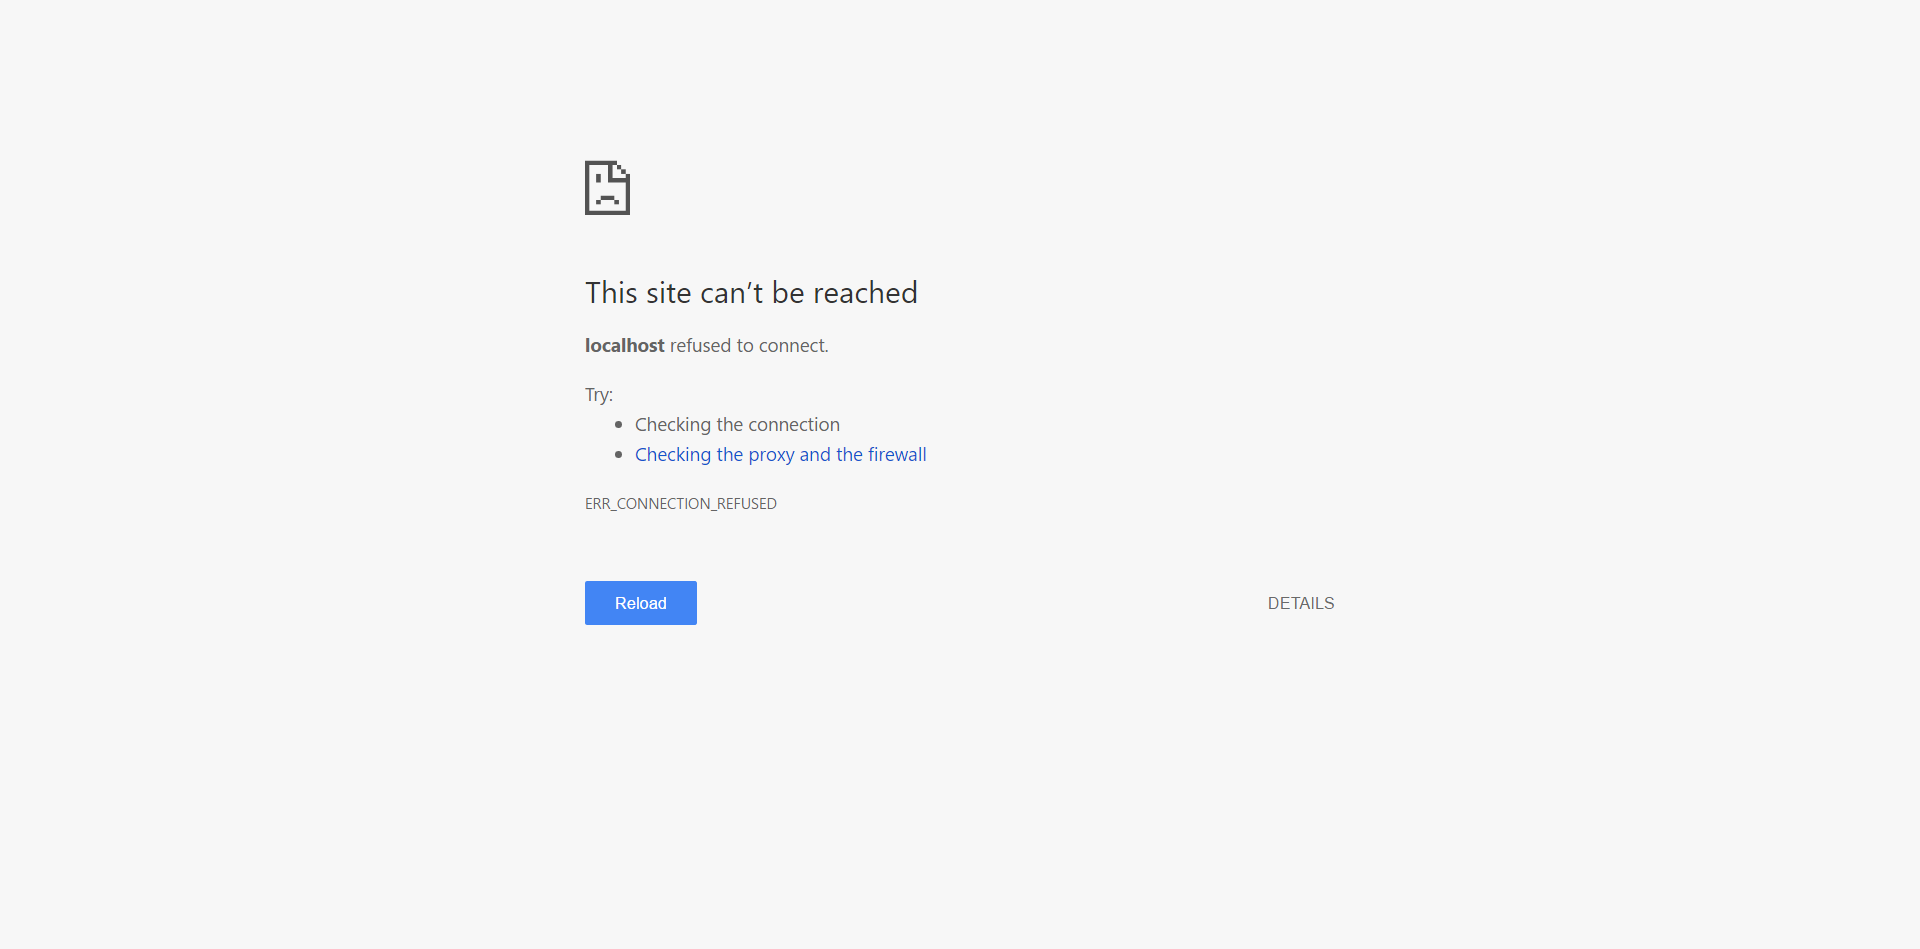 This site can’t be reached
localhost refused to connect.
Try:
Checking the connection
Checking the proxy and the firewall
ERR_CONNECTION_REFUSED
Reload
DETAILS